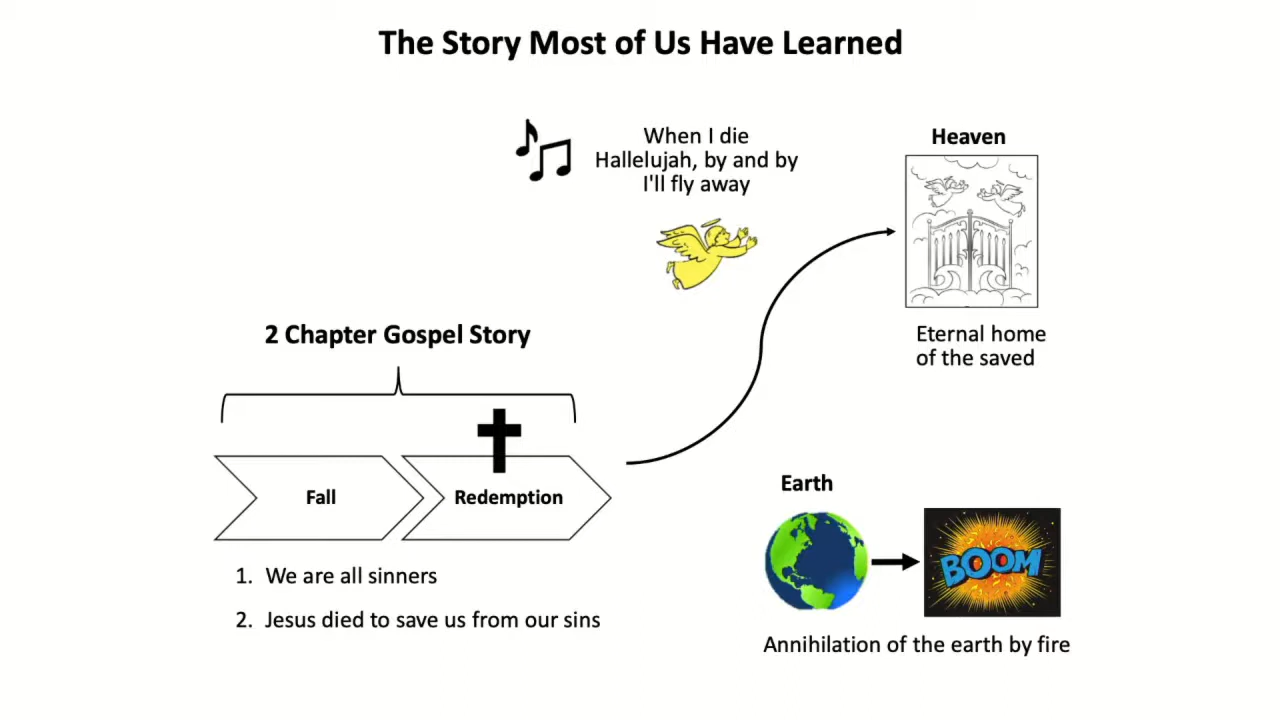 The Story Most of Us Have Learned
When I die
Hallelujah, by and by
I'll fly away
Heaven
Eternal home
of the saved
2 Chapter Gospel Story
Fall
Redemption
1. We are all sinners
2. Jesus died to save us from our sins
Earth
BOOM
Annihilation of the earth by fire